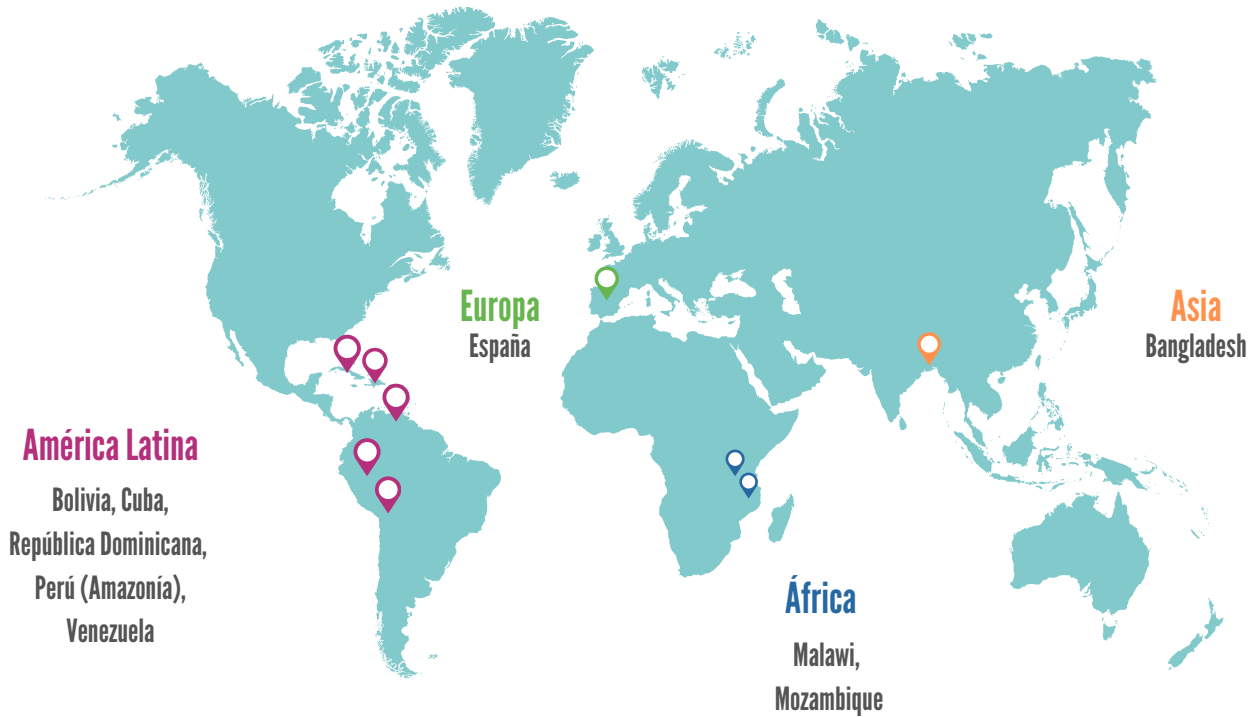 Europa
España
Asia
Bangladesh
América Latina
Bolivia, Cuba,
República Dominicana,
Perú (Amazonía),
Venezuela
África
Malawi,
Mozambique